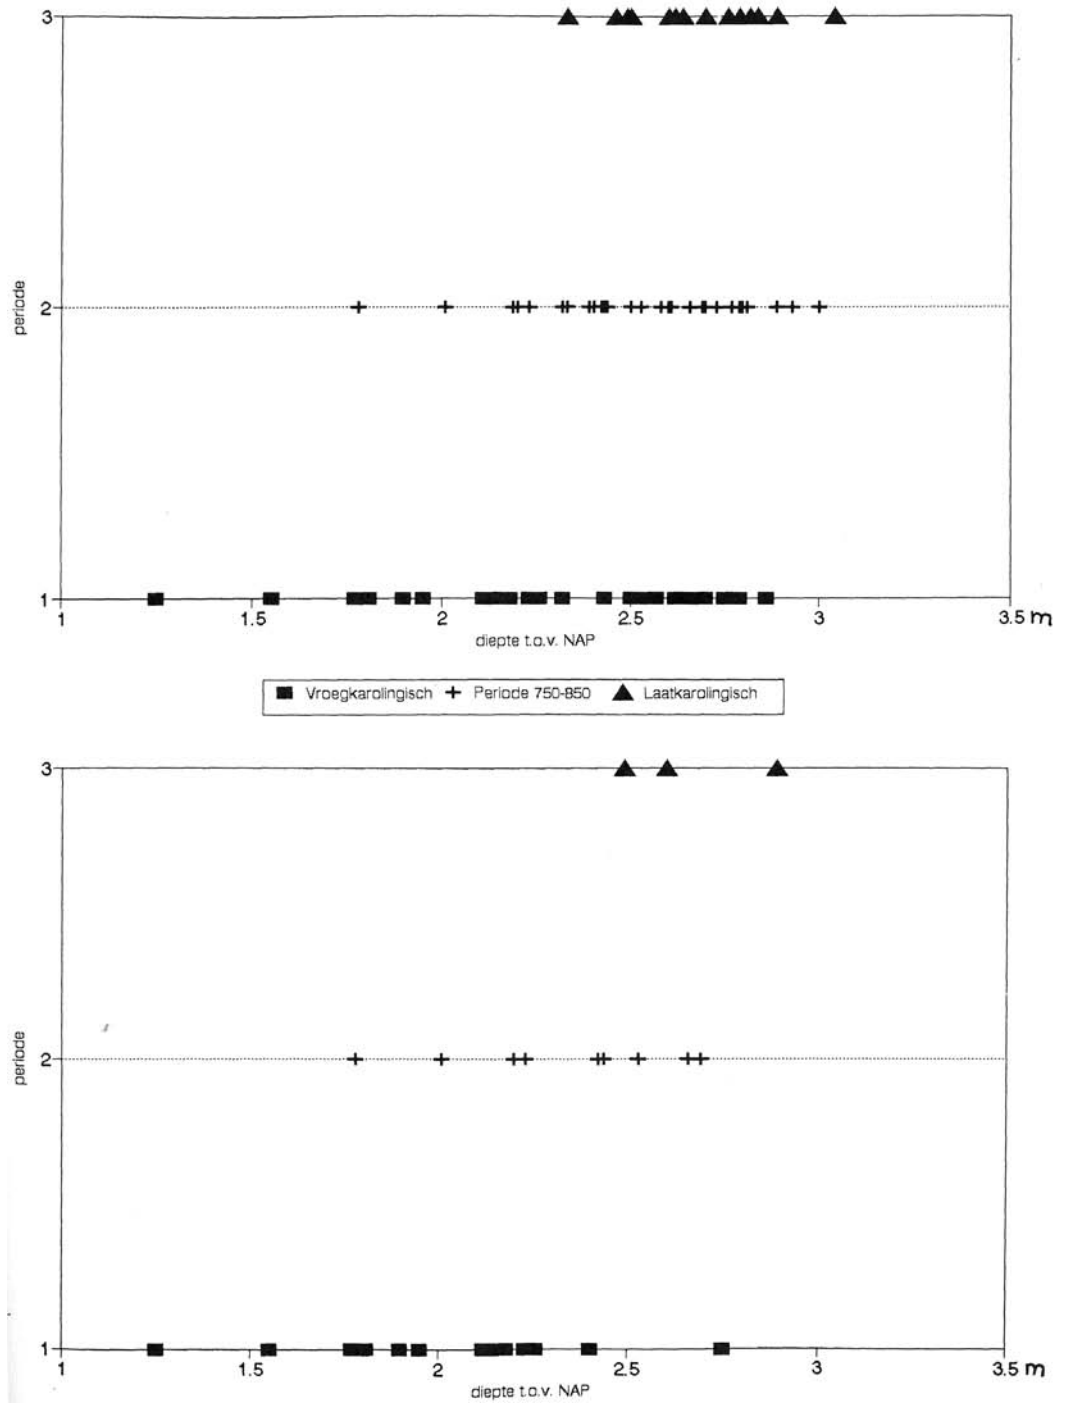 3
periode
2
1
1 1.5 2 2.5 3 3.5 m
diepte t.o.v. NAP
Vroegkarolingisch Periode 750-850 Laatkarolingisch
3
periode
2
1
1 1.5 2 2.5 3 3.5 m
diepte t.o.v. NAP